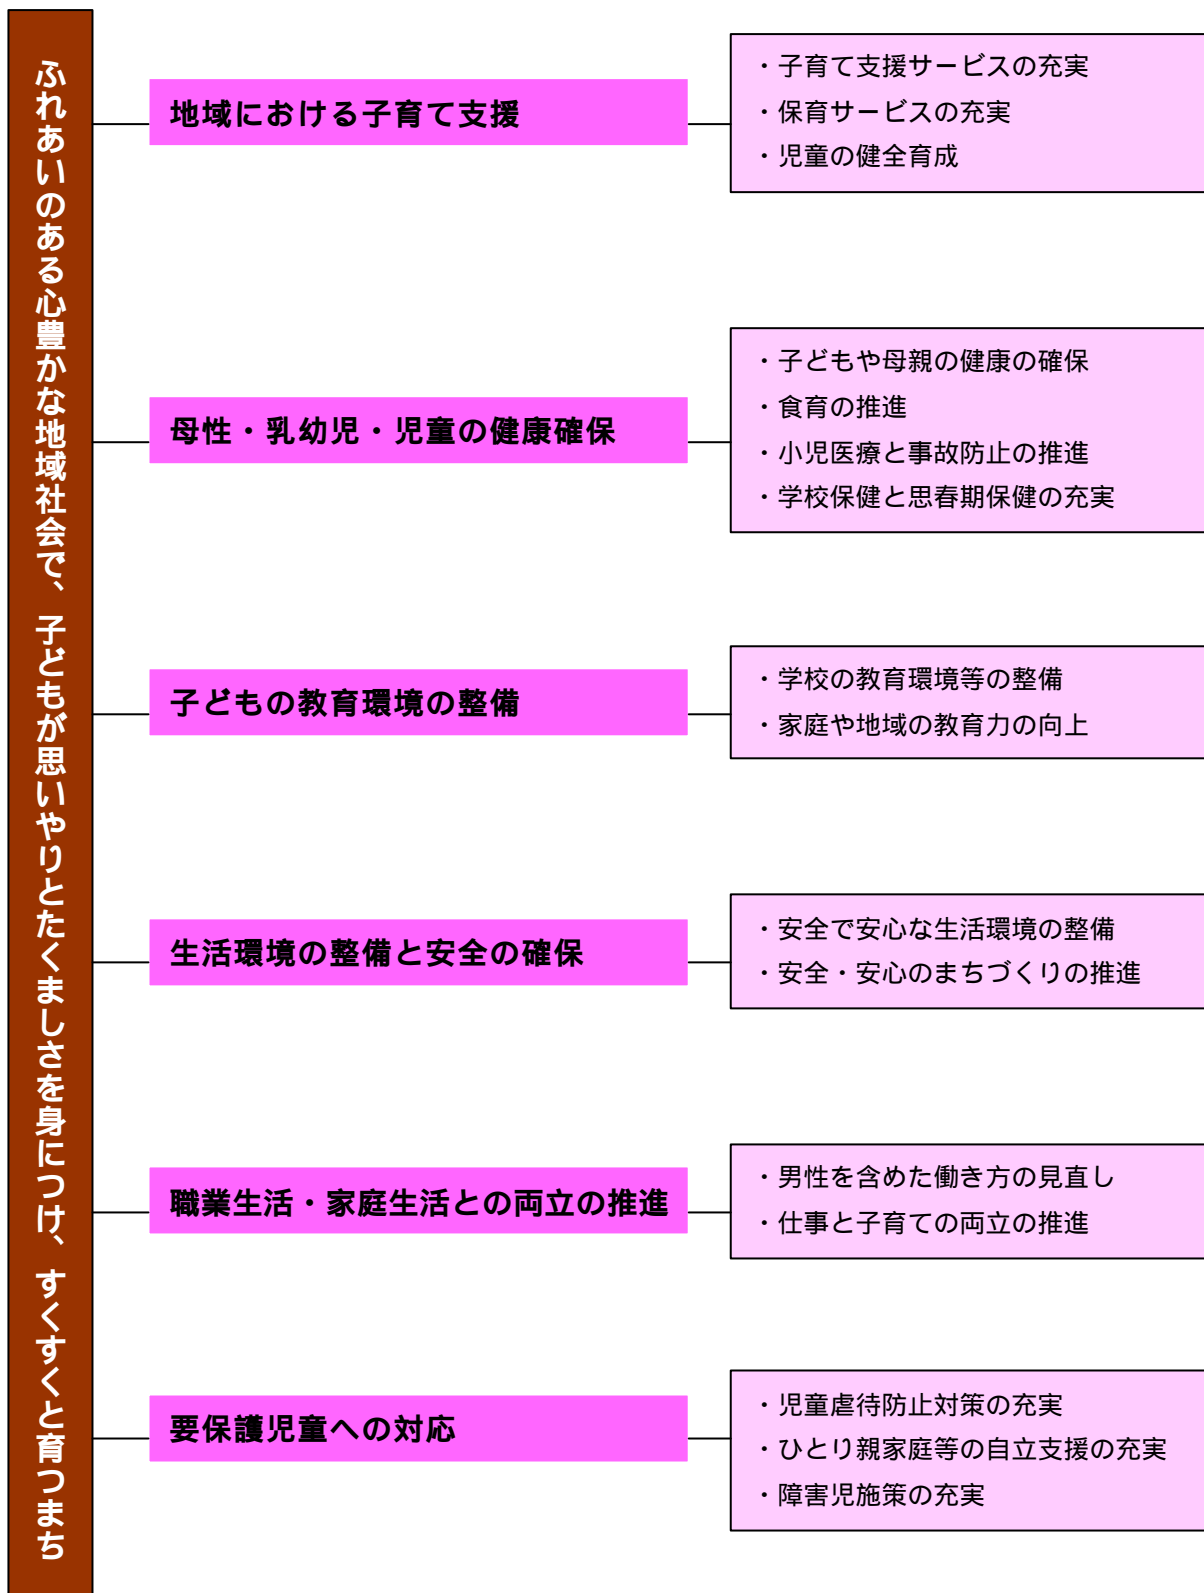 ふれあいのある心豊かな地域社会で、子どもが思いやりとたくましさを身につけ、すくすくと育つまち
地域における子育て支援
・子育て支援サービスの充実
・保育サービスの充実
・児童の健全育成
母性・乳幼児・児童の健康確保
・子どもや母親の健康の確保
・食育の推進
・小児医療と事故防止の推進
・学校保健と思春期保健の充実
子どもの教育環境の整備
・学校の教育環境等の整備
・家庭や地域の教育力の向上
生活環境の整備と安全の確保
・安全で安心な生活環境の整備
・安全・安心のまちづくりの推進
職業生活・家庭生活との両立の推進
・男性を含めた働き方の見直し
・仕事と子育ての両立の推進
要保護児童への対応
・児童虐待防止対策の充実
・ひとり親家庭等の自立支援の充実
・障害児施策の充実